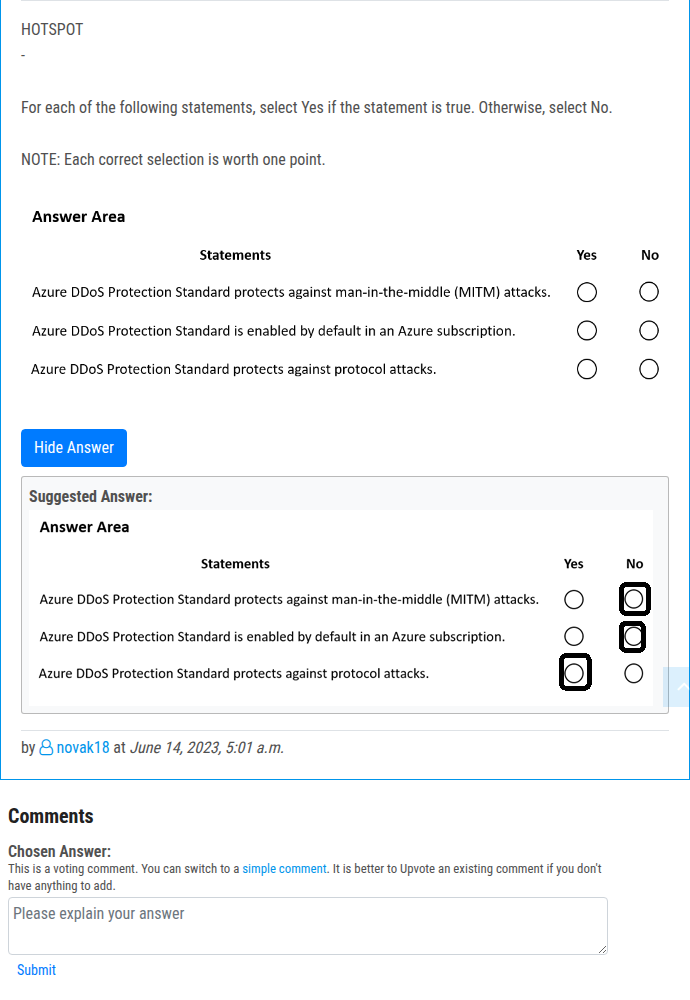 HOTSPOT
-
For each of the following statements, select Yes if the statement is true. Otherwise, select No.
NOTE: Each correct selection is worth one point.
Answer Area
Statements Yes No
Azure DDoS Protection Standard protects against man-in-the-middle (MITM) attacks.
Azure DDoS Protection Standard is enabled by default in an Azure subscription.
Azure DDoS Protection Standard protects against protocol attacks.
Hide Answer
Suggested Answer:
Answer Area
Statements Yes No
Azure DDoS Protection Standard protects against man-in-the-middle (MITM) attacks.
Azure DDoS Protection Standard is enabled by default in an Azure subscription.
Azure DDoS Protection Standard protects against protocol attacks.
by novak18 at June 14, 2023, 5:01 a.m.
Comments
Chosen Answer:
This is a voting comment. You can switch to a simple comment. It is better to Upvote an existing comment if you don't
have anything to add.
Please explain your answer
Submit